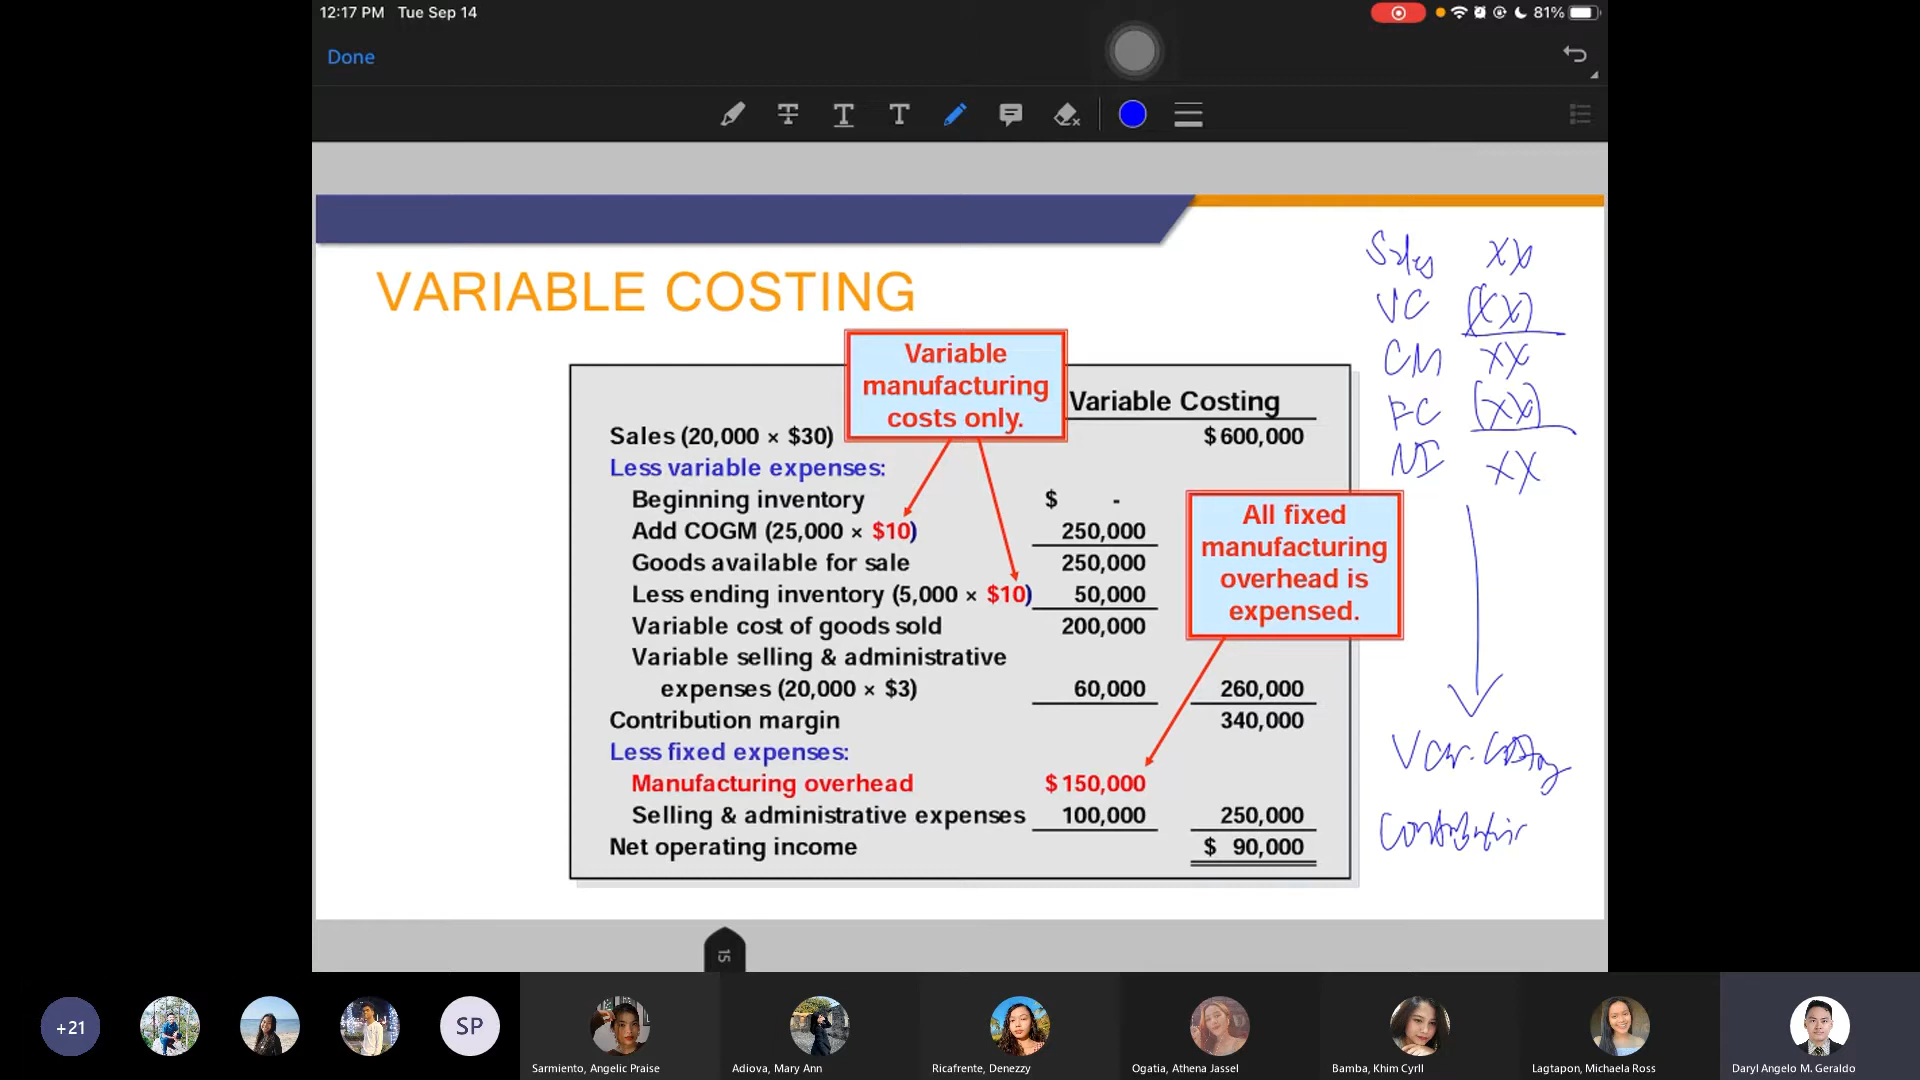 12:17 PM Tue Sep 14
81%
Done
VARIABLE COSTING
Variable
manufacturing
costs only.
Variable Costing
Sales (20,000 × $30) $600,000
Less variable expenses:
Beginning inventory $ -
Add COGM (25,000 × $10) 250,000
Goods available for sale 250,000
Less ending inventory (5,000 × $10) 50,000
Variable cost of goods sold 200,000
Variable selling & administrative
expenses (20,000 × $3) 60,000 260,000
Contribution margin 340,000
Less fixed expenses:
Manufacturing overhead $150,000
Selling & administrative expenses 100,000 250,000
Net operating income $ 90,000
All fixed
manufacturing
overhead is
expensed.
Sales XX
VC (XX)
CM XX
FC (XX)
NI XX
Var. Costing
15
+21
SP
Sarmiento, Angelic Praise
Adiova, Mary Ann
Ricafrente, Denezzy
Ogatia, Athena Jassel
Bamba, Khim Cyrll
Lagtapon, Michaela Ross
Daryl Angelo M. Geraldo